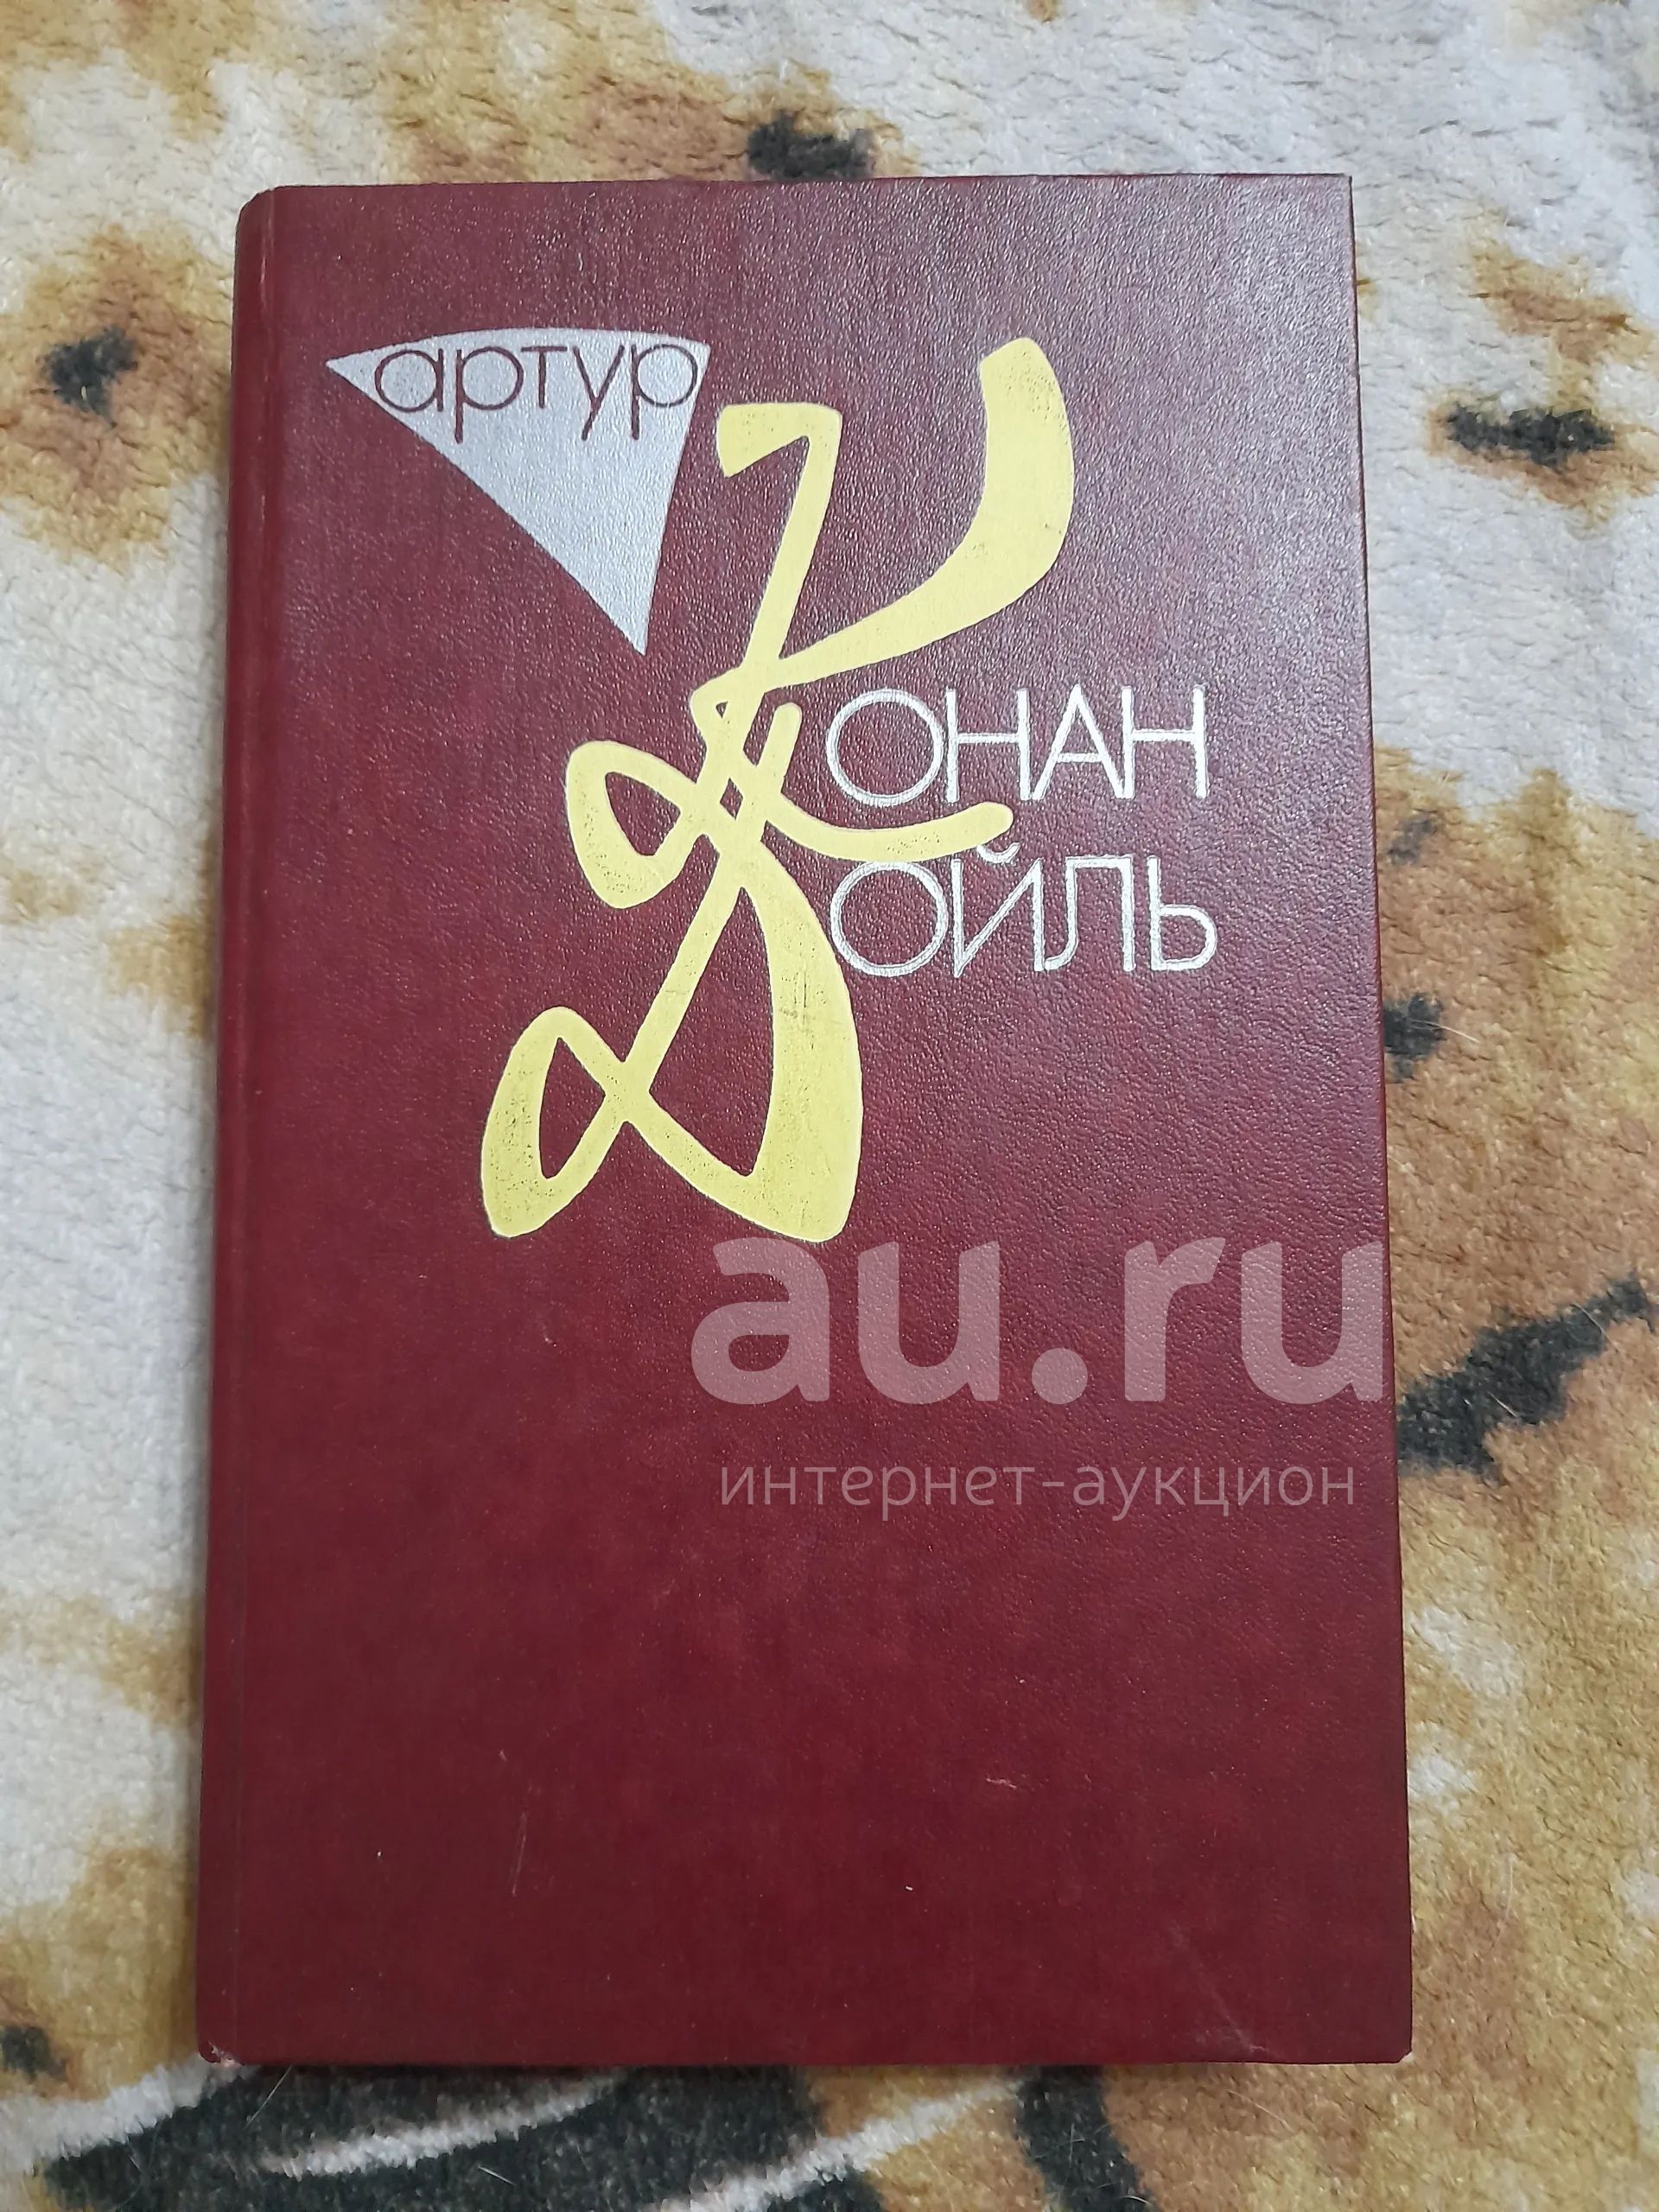 артур
Конан
Дойль
au.ru
интернет-аукцион